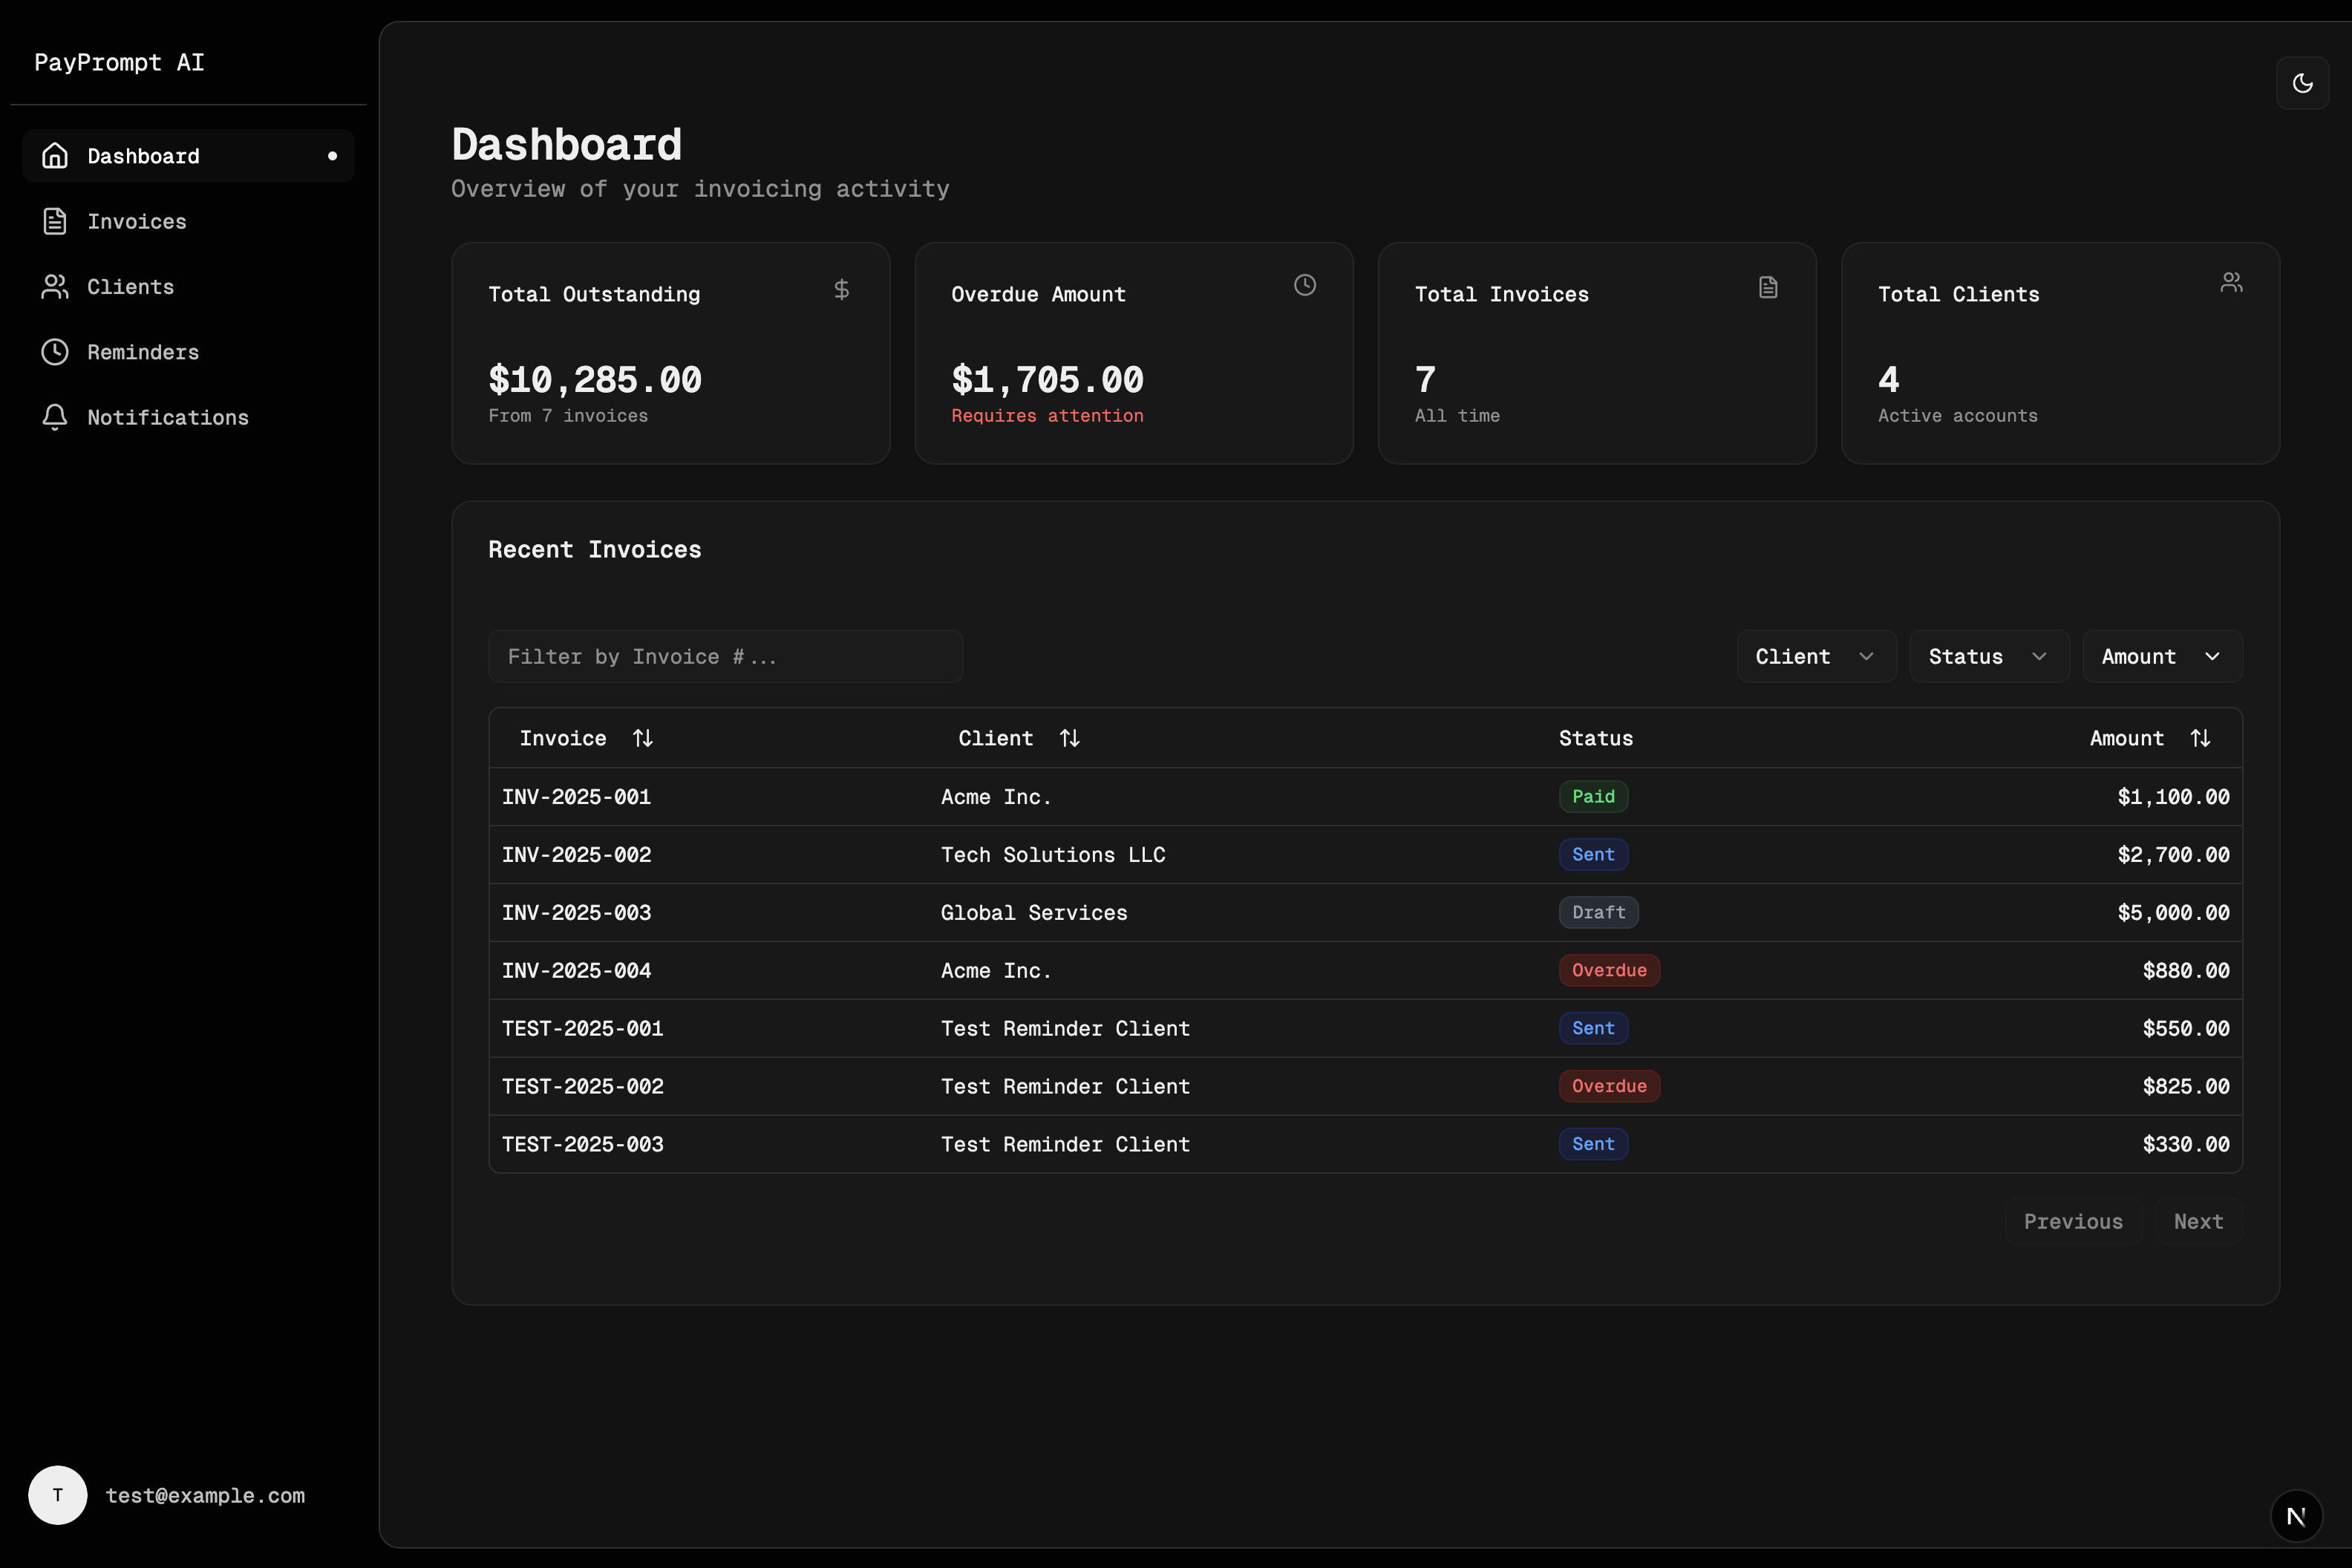 PayPrompt AI
Dashboard
Invoices
Clients
Reminders
Notifications
test@example.com
T
Dashboard
Overview of your invoicing activity
Total Outstanding
$10,285.00
From 7 invoices
Overdue Amount
$1,705.00
Requires attention
Total Invoices
7
All time
Total Clients
4
Active accounts
Recent Invoices
Filter by Invoice #... Client Status Amount
Invoice Client Status Amount
INV-2025-001 Acme Inc. Paid $1,100.00
INV-2025-002 Tech Solutions LLC Sent $2,700.00
INV-2025-003 Global Services Draft $5,000.00
INV-2025-004 Acme Inc. Overdue $880.00
TEST-2025-001 Test Reminder Client Sent $550.00
TEST-2025-002 Test Reminder Client Overdue $825.00
TEST-2025-003 Test Reminder Client Sent $330.00
Previous Next
N